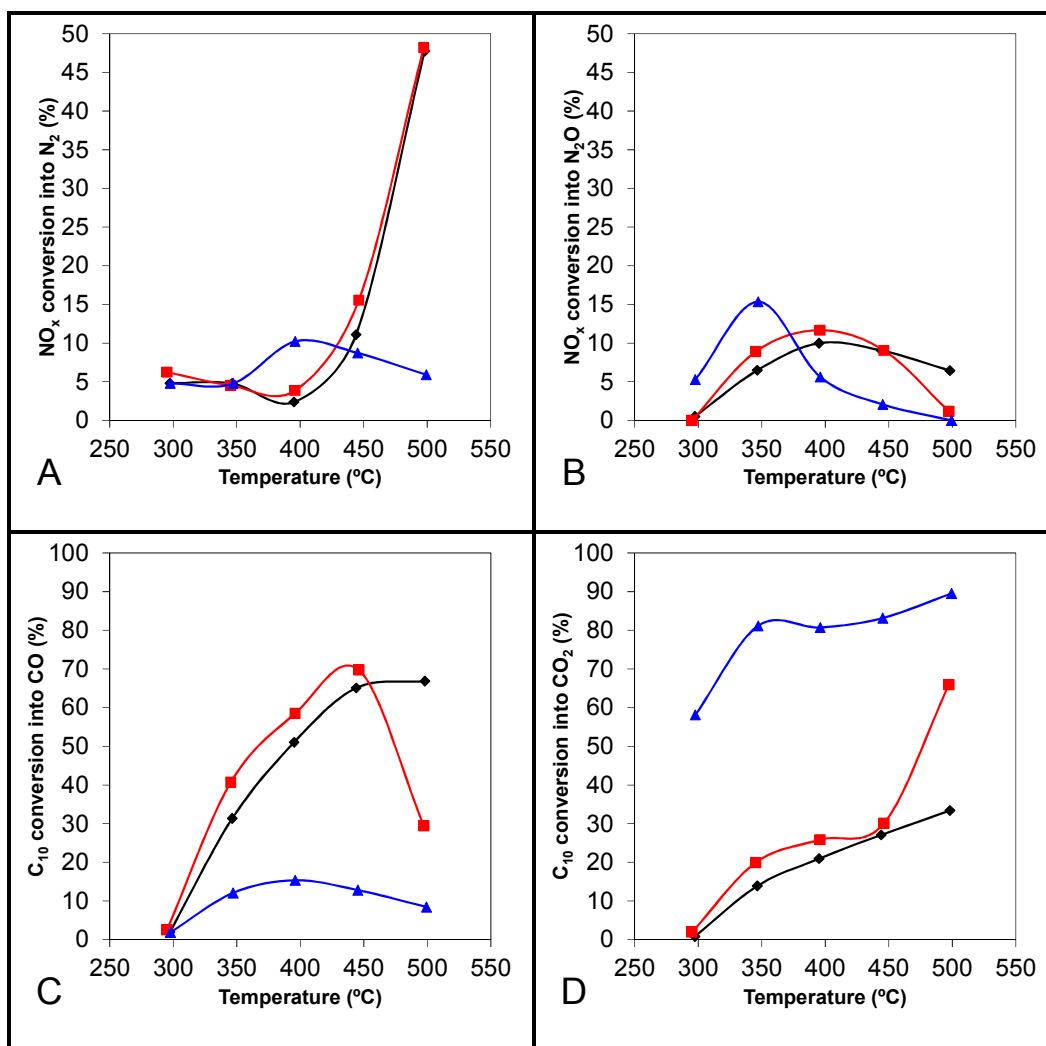 NOₓ conversion into N₂ (%)
50
45
40
35
30
25
20
15
10
5
0
250 300 350 400 450 500 550
Temperature (ºC)
A
NOₓ conversion into N₂O (%)
50
45
40
35
30
25
20
15
10
5
0
250 300 350 400 450 500 550
Temperature (ºC)
B
C₁₀ conversion into CO (%)
100
90
80
70
60
50
40
30
20
10
0
250 300 350 400 450 500 550
Temperature (ºC)
C
C₁₀ conversion into CO₂ (%)
100
90
80
70
60
50
40
30
20
10
0
250 300 350 400 450 500 550
Temperature (ºC)
D